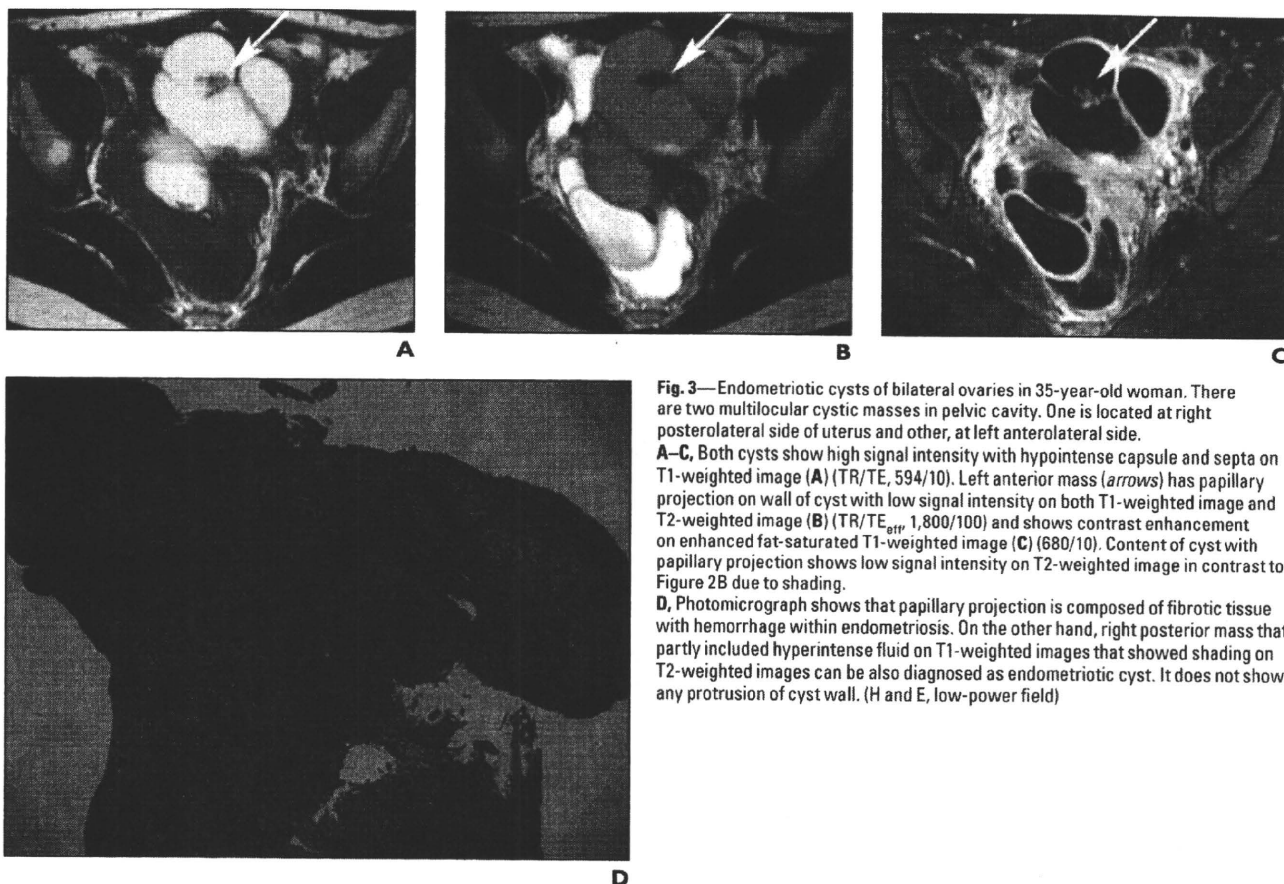 A
B
C
D
Fig. 3—Endometriotic cysts of bilateral ovaries in 35-year-old woman. There
are two multilocular cystic masses in pelvic cavity. One is located at right
posterolateral side of uterus and other, at left anterolateral side.
A–C, Both cysts show high signal intensity with hypointense capsule and septa on
T1-weighted image (A) (TR/TE, 594/10). Left anterior mass (arrows) has papillary
projection on wall of cyst with low signal intensity on both T1-weighted image and
T2-weighted image (B) (TR/TEeff, 1,800/100) and shows contrast enhancement
on enhanced fat-saturated T1-weighted image (C) (680/10). Content of cyst with
papillary projection shows low signal intensity on T2-weighted image in contrast to
Figure 2B due to shading.
D, Photomicrograph shows that papillary projection is composed of fibrotic tissue
with hemorrhage within endometriosis. On the other hand, right posterior mass that
partly included hyperintense fluid on T1-weighted images that showed shading on
T2-weighted images can be also diagnosed as endometriotic cyst. It does not show
any protrusion of cyst wall. (H and E, low-power field)